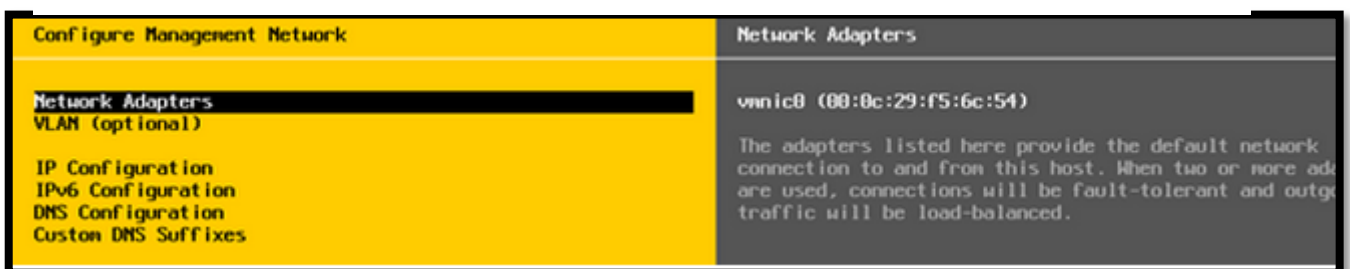 Configure Management Network
Network Adapters
Network Adapters
VLAN (optional)
IP Configuration
IPv6 Configuration
DNS Configuration
Custom DNS Suffixes
vmnic0 (00:0c:29:f5:6c:54)
The adapters listed here provide the default network
connection to and from this host. When two or more
are used, connections will be fault-tolerant and
traffic will be load-balanced.